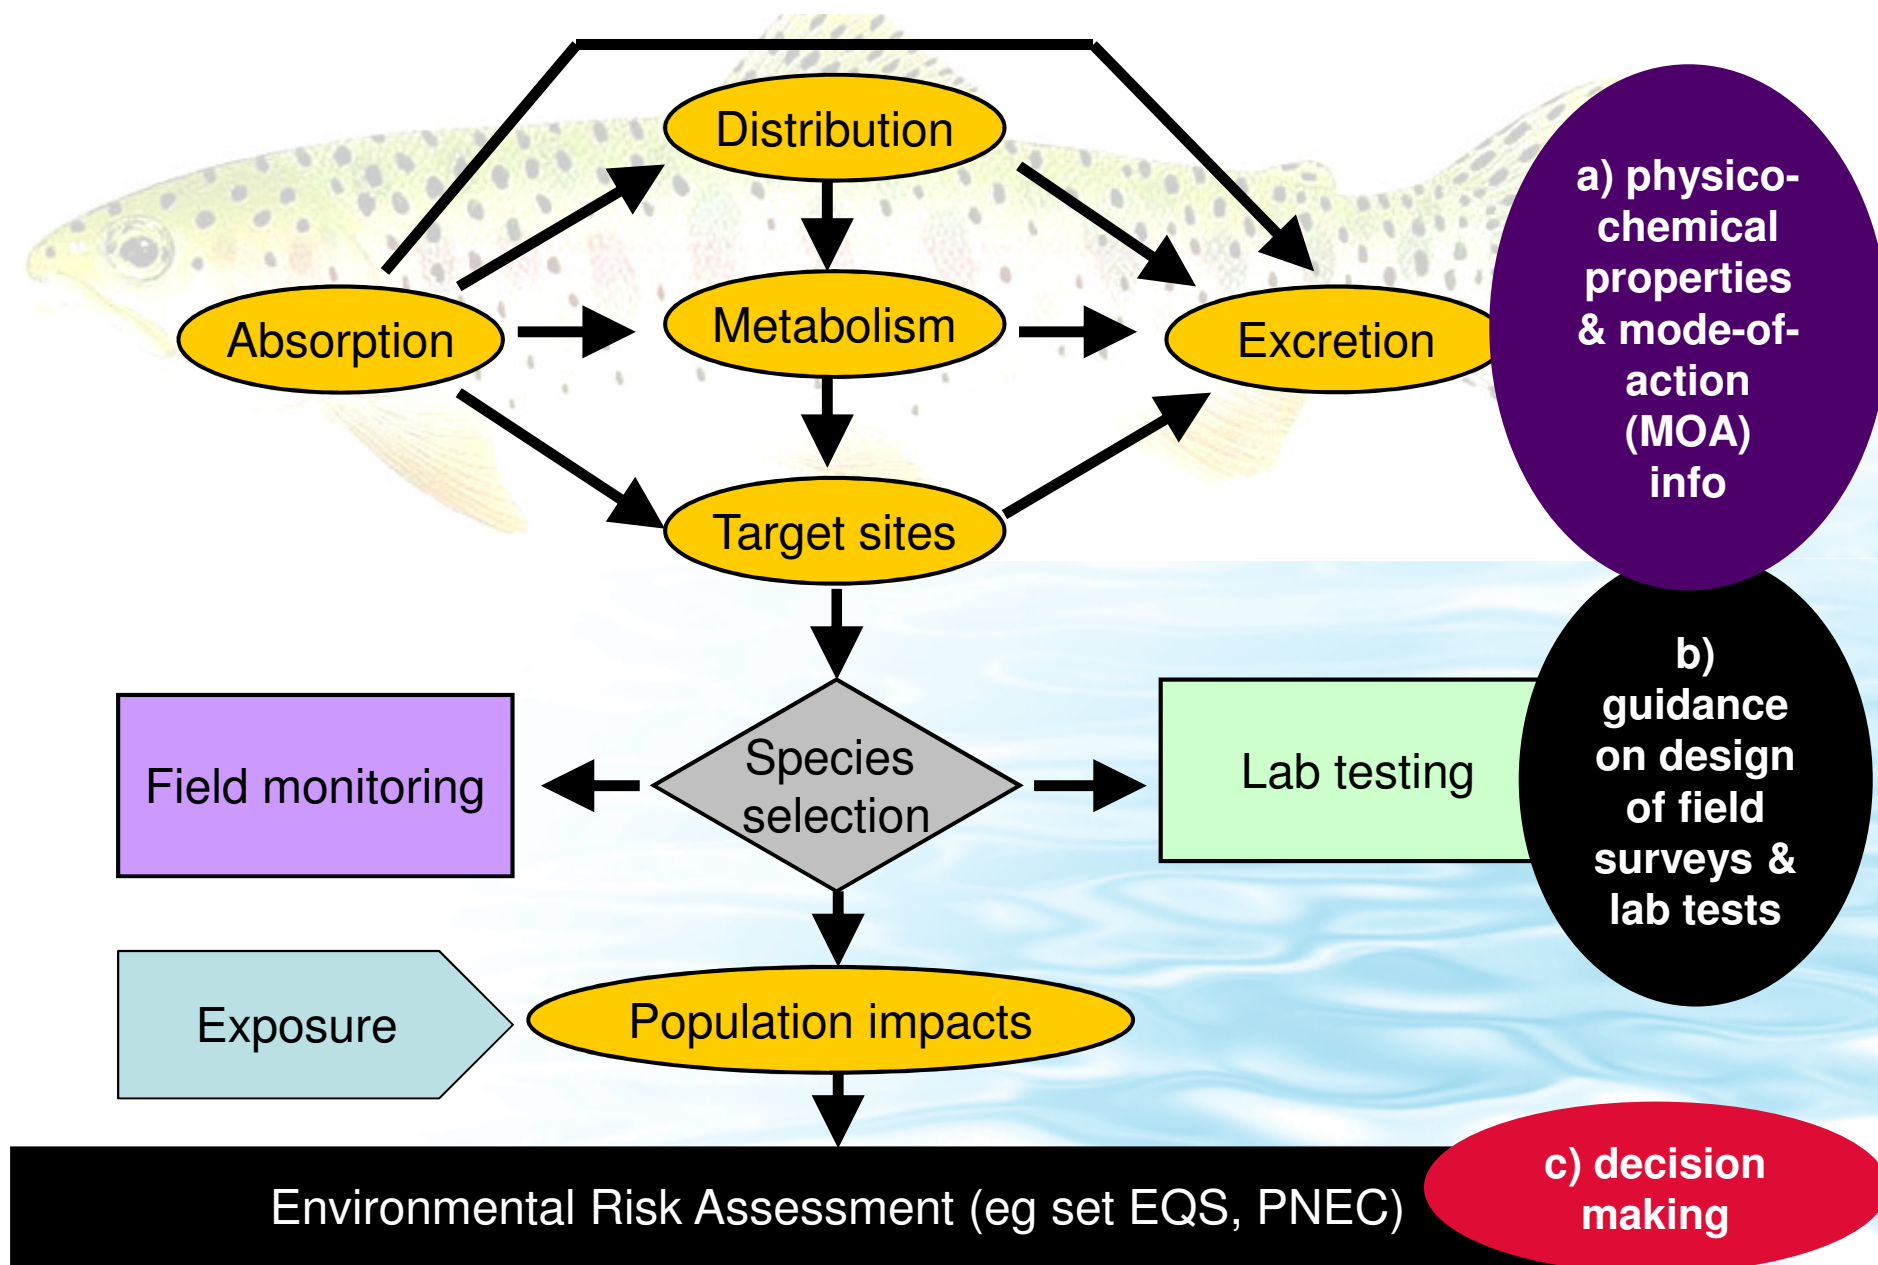 Distribution
Absorption
Metabolism
Excretion
Target sites
a) physico-
chemical
properties
& mode-of-
action
(MOA)
info
Field monitoring
Species
selection
Lab testing
b)
guidance
on design
of field
surveys &
lab tests
Exposure
Population impacts
Environmental Risk Assessment (eg set EQS, PNEC)
c) decision
making